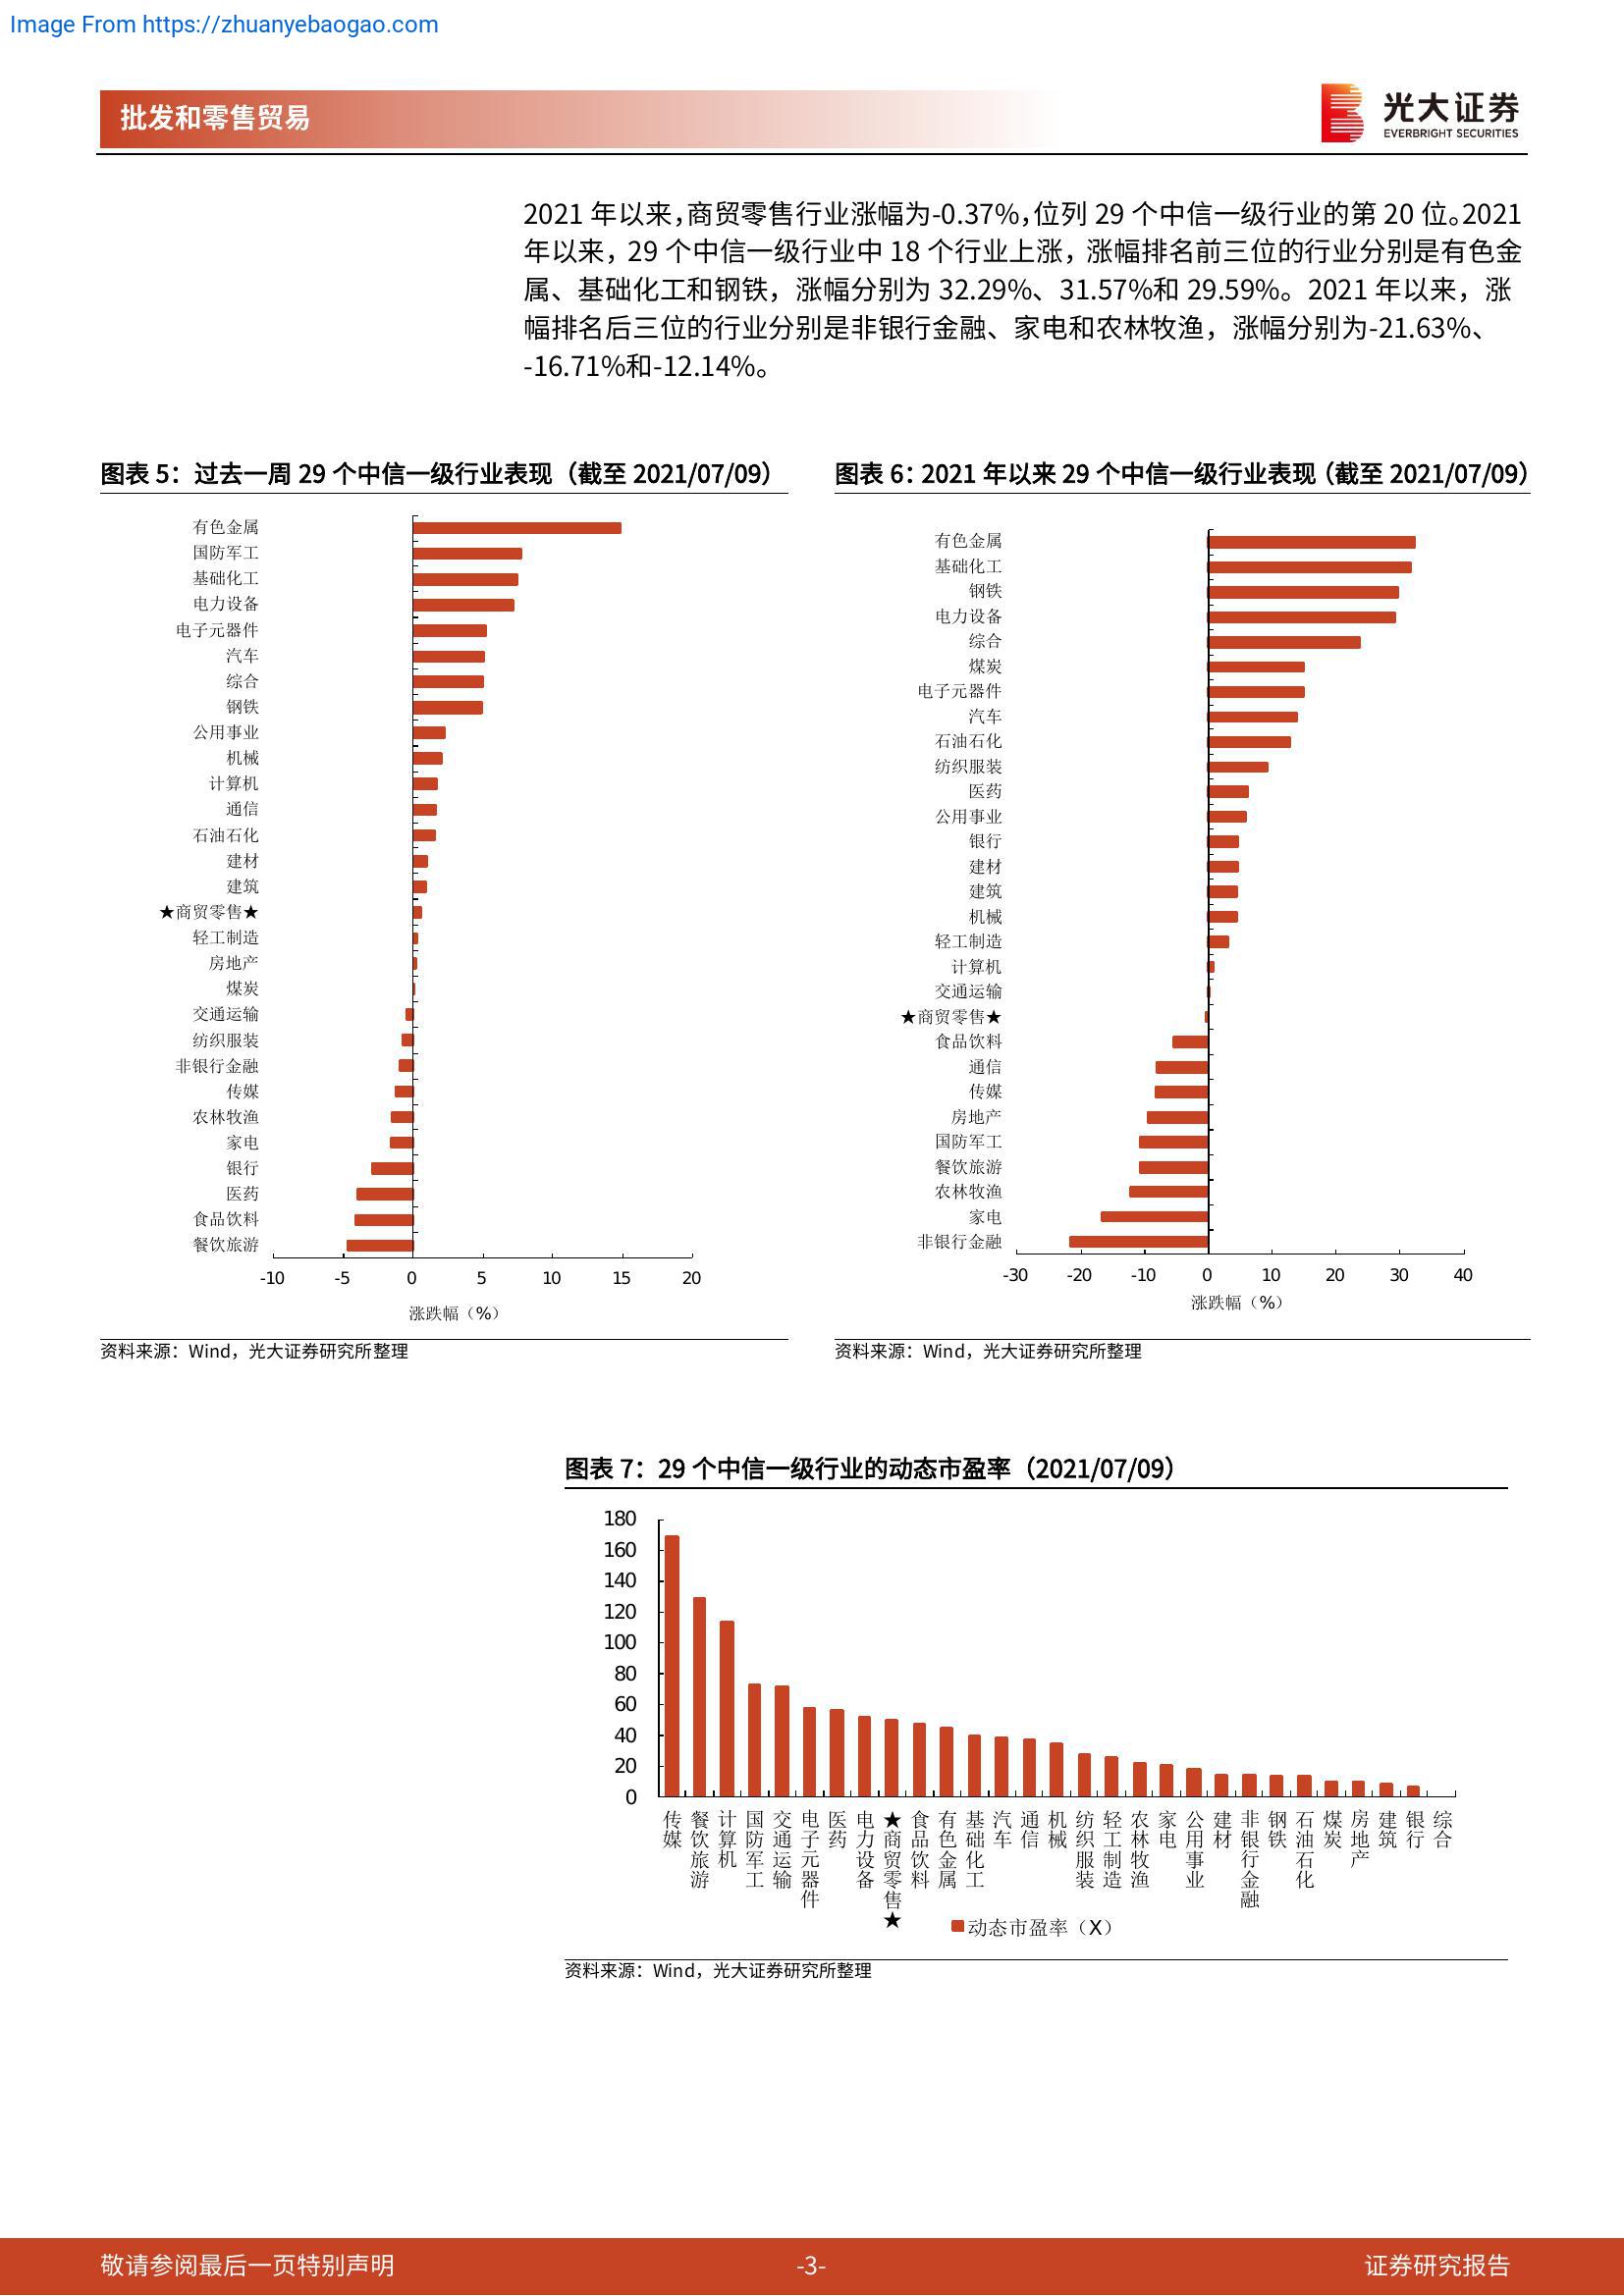 Image From https://zhuanyebaogao.com
批发和零售贸易
光大证券
EVERBRIGHT SECURITIES
2021 年以来，商贸零售行业涨幅为-0.37%，位列 29 个中信一级行业的第 20 位。2021
年以来，29 个中信一级行业中 18 个行业上涨，涨幅排名前三位的行业分别是有色金
属、基础化工和钢铁，涨幅分别为 32.29%、31.57%和 29.59%。2021 年以来，涨
幅排名后三位的行业分别是非银行金融、家电和农林牧渔，涨幅分别为-21.63%、
-16.71%和-12.14%。
图表 5：过去一周 29 个中信一级行业表现（截至 2021/07/09）
有色金属
国防军工
基础化工
电力设备
电子元器件
汽车
综合
钢铁
公用事业
机械
计算机
通信
石油石化
建材
建筑
★商贸零售★
轻工制造
房地产
煤炭
交通运输
纺织服装
非银行金融
传媒
农林牧渔
家电
银行
医药
食品饮料
餐饮旅游
-10 -5 0 5 10 15 20
涨跌幅（%）
资料来源：Wind，光大证券研究所整理
图表 6：2021 年以来 29 个中信一级行业表现（截至 2021/07/09）
有色金属
基础化工
钢铁
电力设备
综合
煤炭
电子元器件
汽车
石油石化
纺织服装
医药
公用事业
银行
建材
建筑
机械
轻工制造
计算机
交通运输
★商贸零售★
食品饮料
通信
传媒
房地产
国防军工
餐饮旅游
农林牧渔
家电
非银行金融
-30 -20 -10 0 10 20 30 40
涨跌幅（%）
资料来源：Wind，光大证券研究所整理
图表 7：29 个中信一级行业的动态市盈率（2021/07/09）
180
160
140
120
100
80
60
40
20
0
传媒
餐饮旅游
计算机
国防军工
交通运输
电子元器件
医药
电力设备
★商贸零售★
食品饮料
有色金属
基础化工
汽车
通信
机械
纺织服装
轻工制造
农林牧渔
家电
公用事业
建材
非银行金融
钢铁
石油石化
煤炭
房地产
建筑
银行
综合
动态市盈率（X）
资料来源：Wind，光大证券研究所整理
敬请参阅最后一页特别声明
-3-
证券研究报告